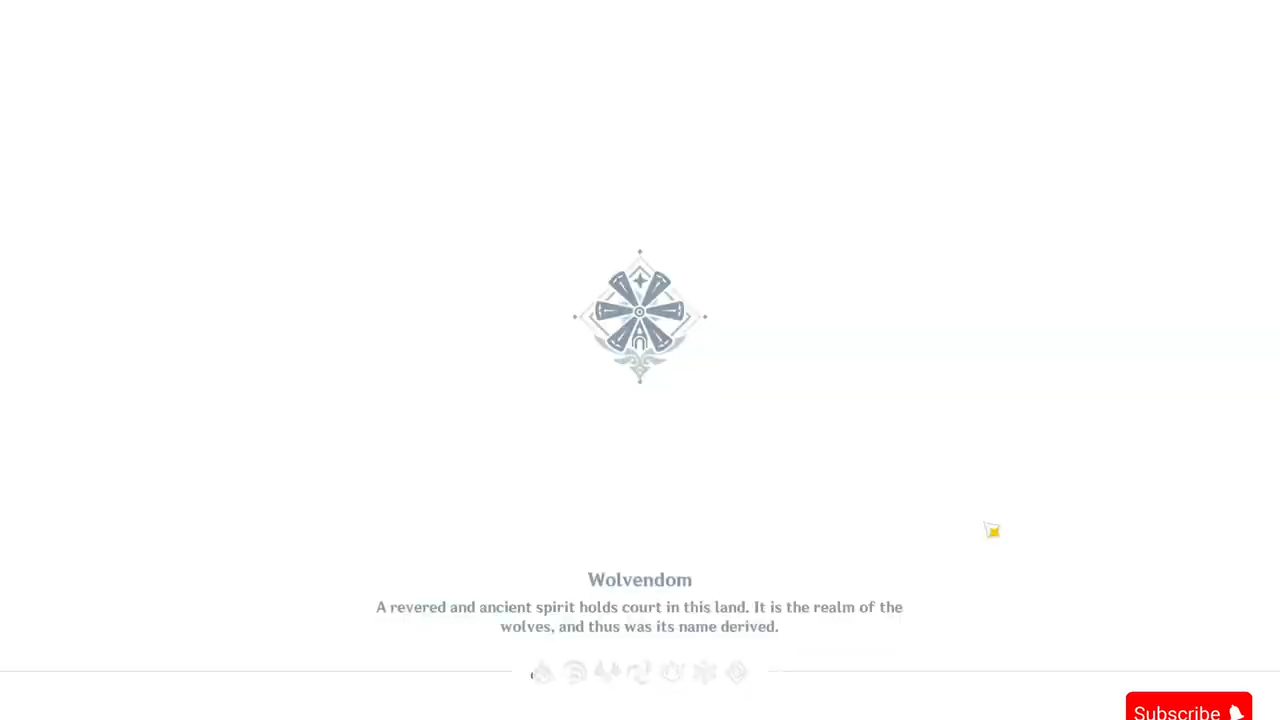 Wolvendom
A revered and ancient spirit holds court in this land. It is the realm of the
wolves, and thus was its name derived.
Subscribe